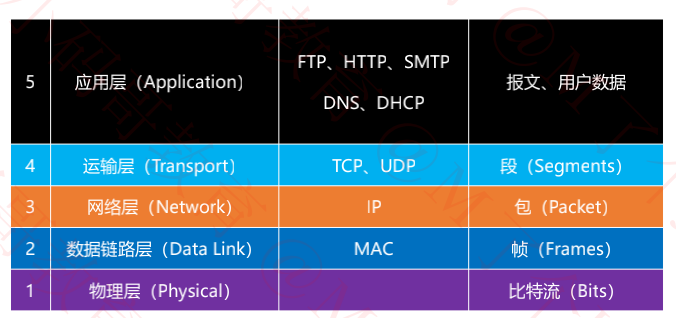 5 应用层（Application） FTP、HTTP、SMTP
DNS、DHCP 报文、用户数据
4 运输层（Transport） TCP、UDP 段（Segments）
3 网络层（Network） IP 包（Packet）
2 数据链路层（Data Link） MAC 帧（Frames）
1 物理层（Physical） 比特流（Bits）